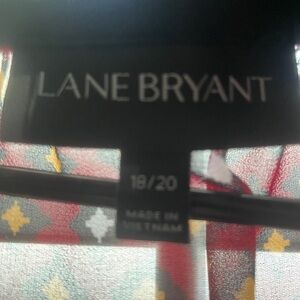 LANE BRYANT
18/20
MADE IN
VIETNAM